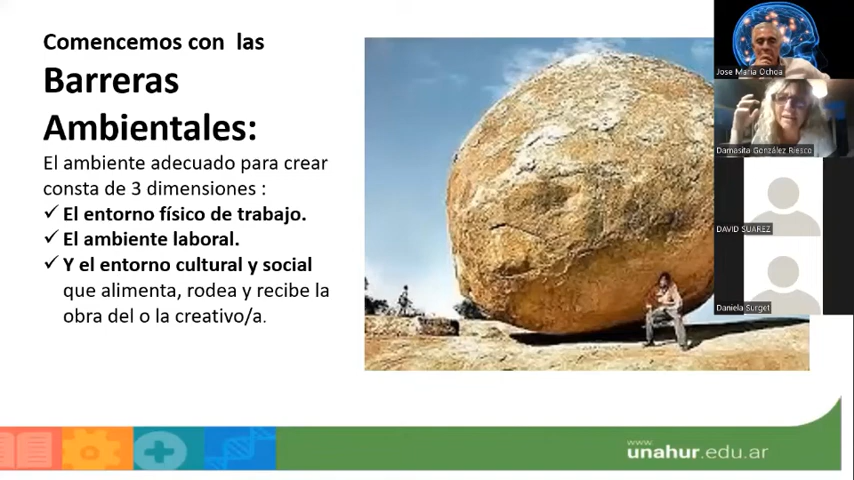 Comencemos con las
Barreras
Ambientales:
El ambiente adecuado para crear
consta de 3 dimensiones :
✓ El entorno físico de trabajo.
✓ El ambiente laboral.
✓ Y el entorno cultural y social
que alimenta, rodea y recibe la
obra del o la creativo/a.
Jose Maria Ochoa
Damasita González Riesco
DAVID SUAREZ
Daniela Surget
www.
unahur.edu.ar